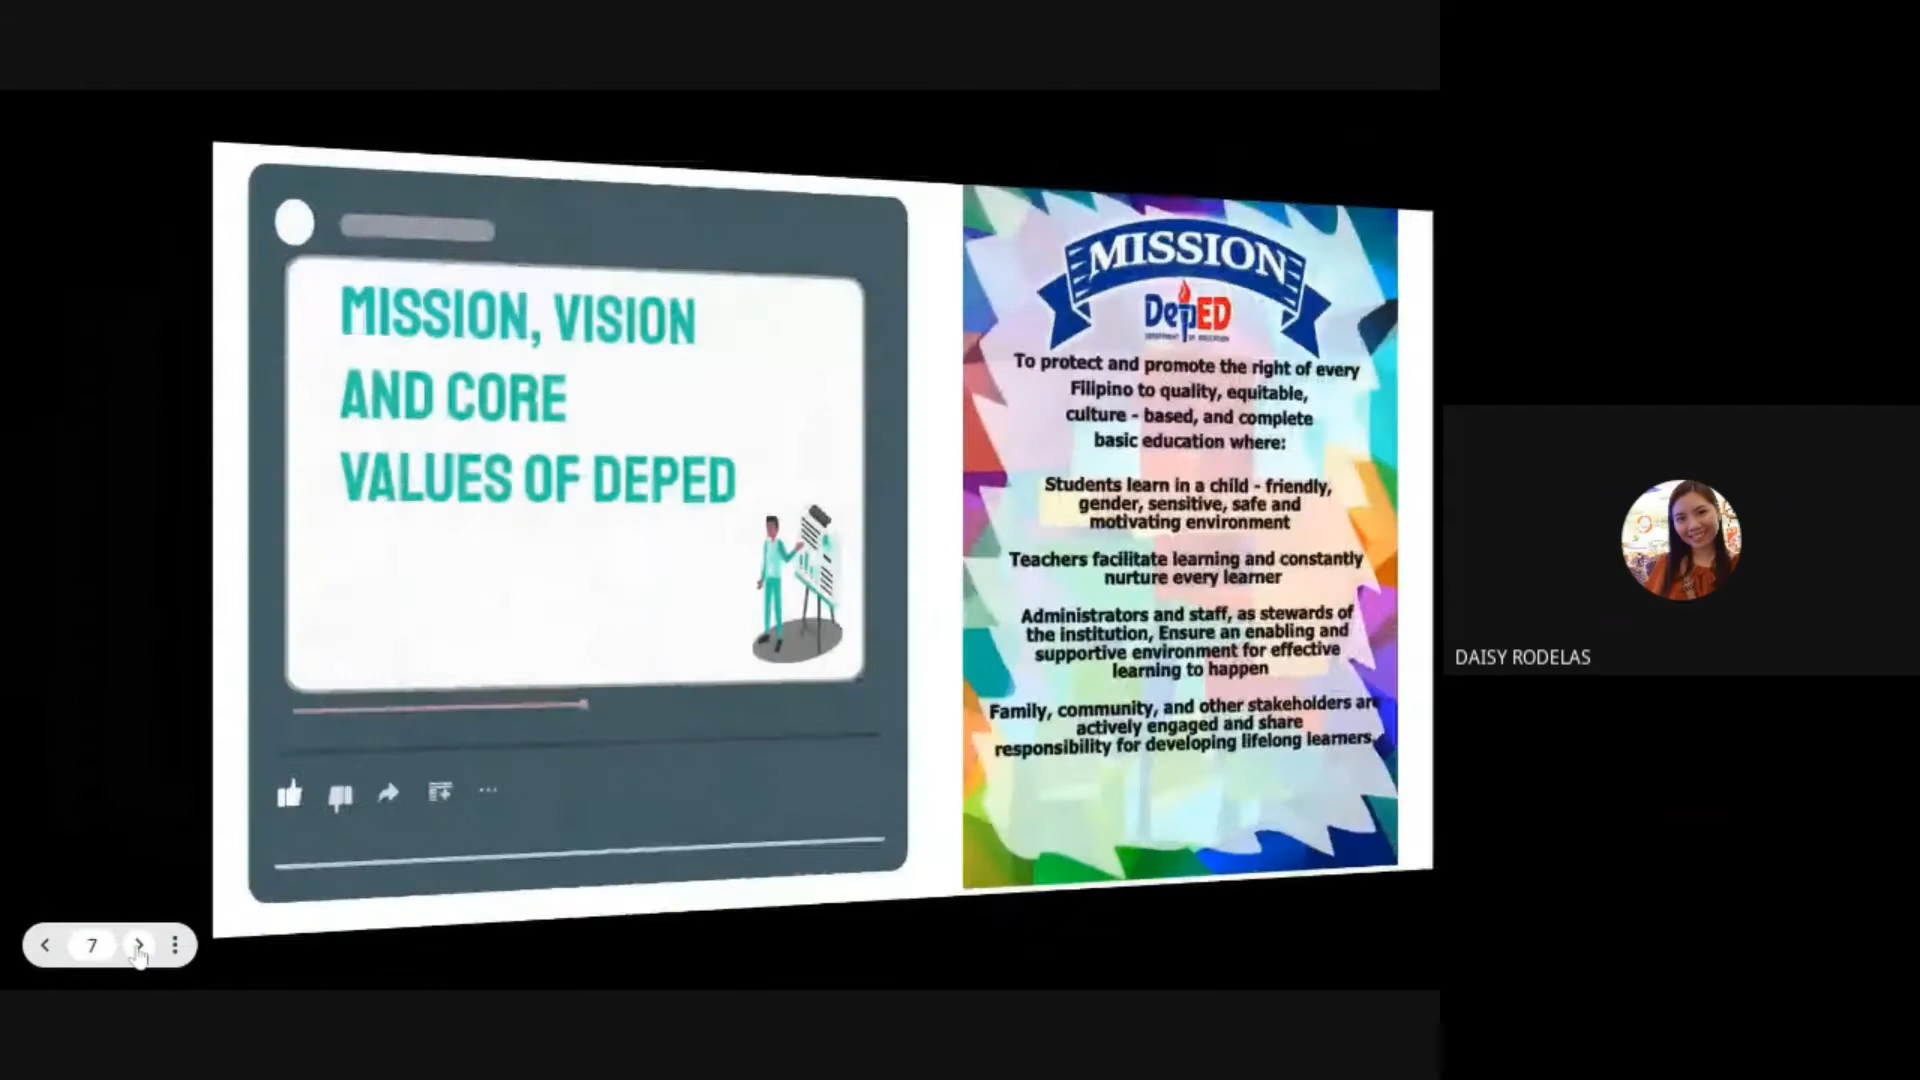 MISSION, VISION
AND CORE
VALUES OF DEPED
MISSION
DepED
DEPARTMENT OF EDUCATION
To protect and promote the right of every
Filipino to quality, equitable,
culture - based, and complete
basic education where:
Students learn in a child - friendly,
gender, sensitive, safe and
motivating environment
Teachers facilitate learning and constantly
nurture every learner
Administrators and staff, as stewards of
the institution, Ensure an enabling and
supportive environment for effective
learning to happen
Family, community, and other stakeholders are
actively engaged and share
responsibility for developing lifelong learners.
7
DAISY RODELAS